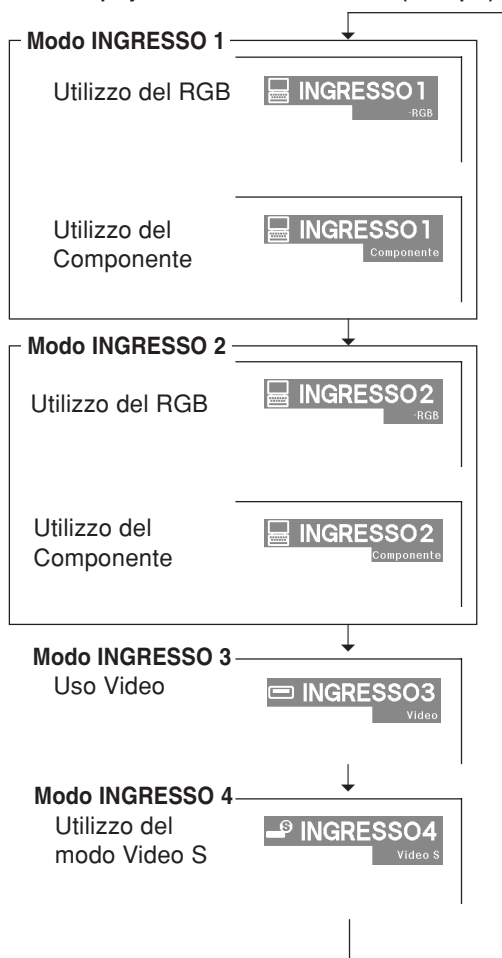 Modo INGRESSO 1
Utilizzo del RGB
INGRESSO1
-RGB
Utilizzo del
Componente
INGRESSO1
Componente
Modo INGRESSO 2
Utilizzo del RGB
INGRESSO2
-RGB
Utilizzo del
Componente
INGRESSO2
Componente
Modo INGRESSO 3
Uso Video
INGRESSO3
Video
Modo INGRESSO 4
Utilizzo del
modo Video S
S
INGRESSO4
Video S